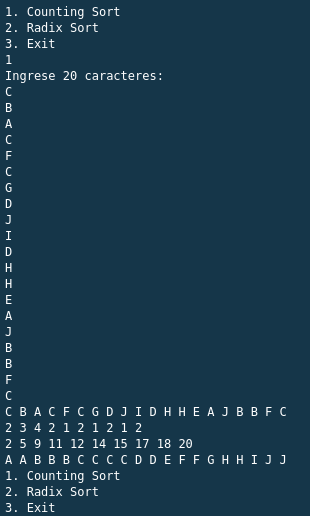 1. Counting Sort
2. Radix Sort
3. Exit
1
Ingrese 20 caracteres:
C
B
A
C
F
C
G
D
J
I
D
H
H
E
A
J
B
B
F
C
C B A C F C G D J I D H H E A J B B F C
2 3 4 2 1 2 1 2 1 2
2 5 9 11 12 14 15 17 18 20
A A B B B C C C C D D E F F G H H I J J
1. Counting Sort
2. Radix Sort
3. Exit